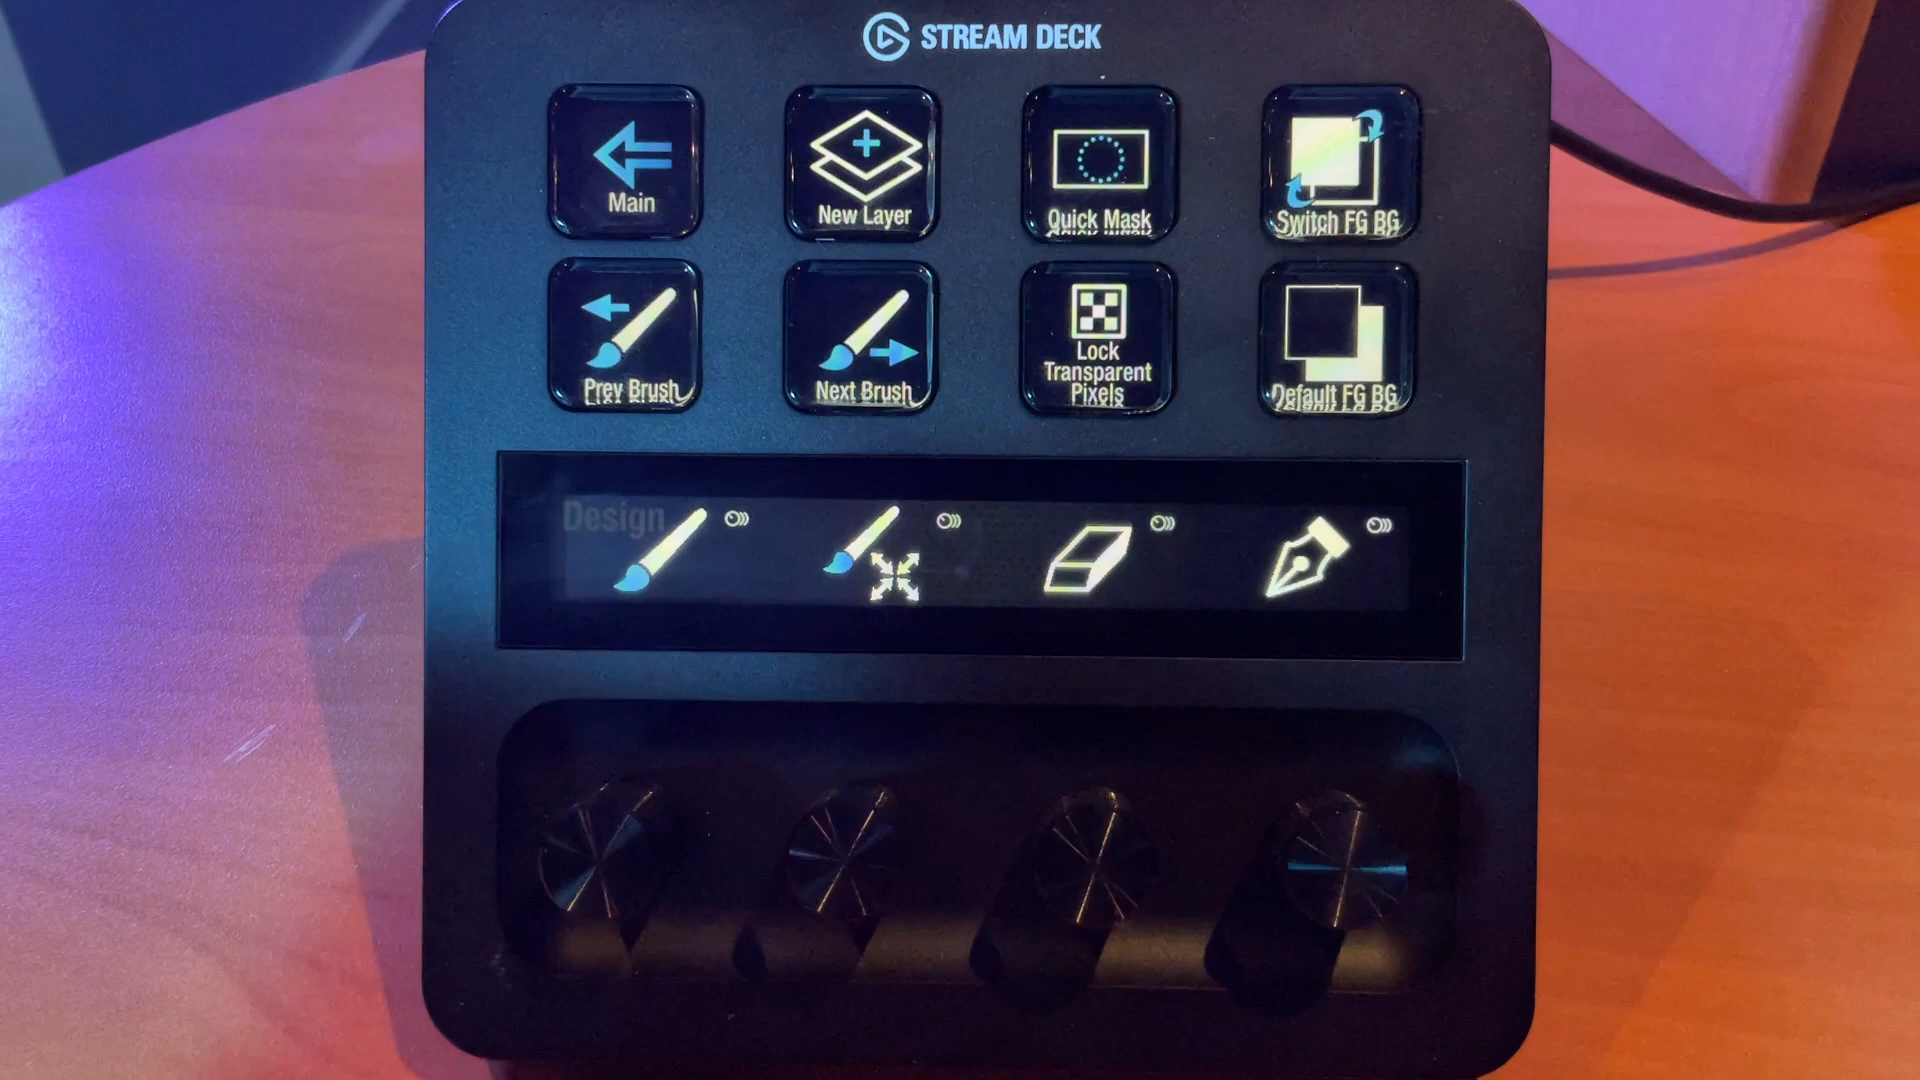 STREAM DECK
Main
New Layer
Quick Mask
Switch FG BG
Prev Brush
Next Brush
Lock
Transparent
Pixels
Default FG BG
Design